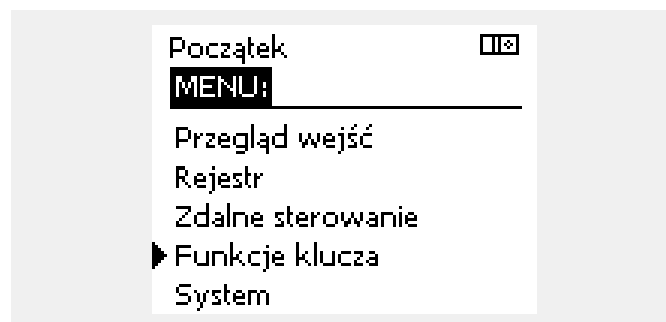 Początek
MENU:
Przegląd wejść
Rejestr
Zdalne sterowanie
Funkcje klucza
System